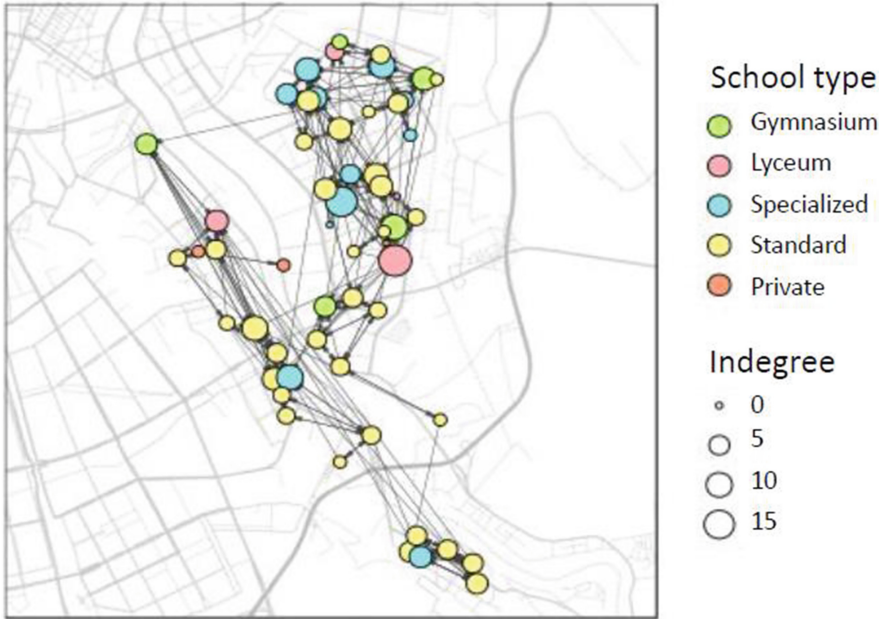 School type
Gymnasium
Lyceum
Specialized
Standard
Private
Indegree
0
5
10
15